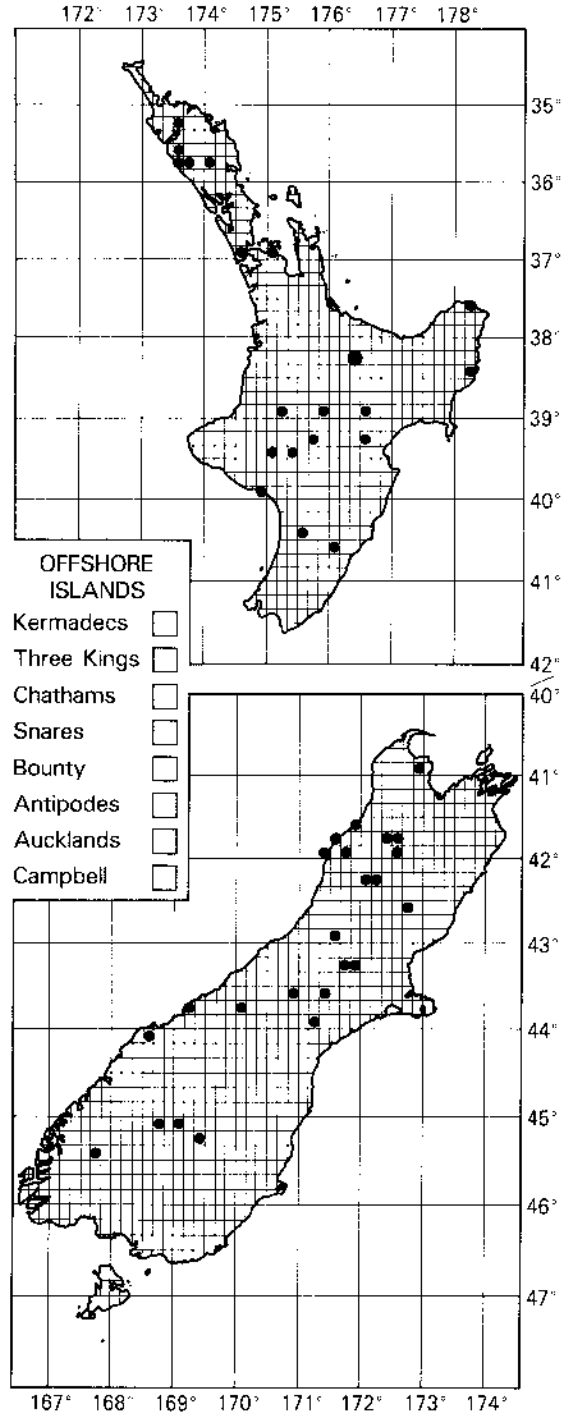 172° 173° 174° 175° 176° 177° 178°
35°
36°
37°
38°
39°
40°
41°
42°
OFFSHORE
ISLANDS
Kermadecs
Three Kings
Chathams
Snares
Bounty
Antipodes
Aucklands
Campbell
40°
41°
42°
43°
44°
45°
46°
47°
167° 168° 169° 170° 171° 172° 173° 174°